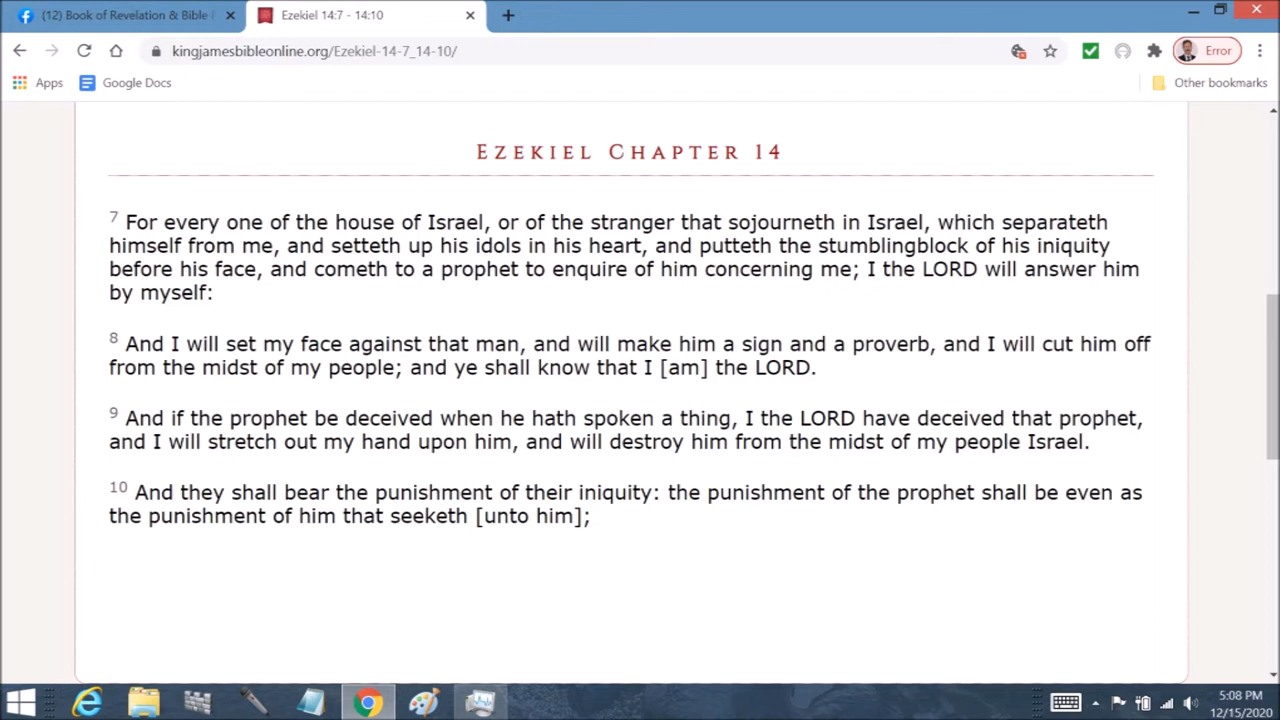 (12) Book of Revelation & Bible
Ezekiel 14:7 - 14:10
kingjamesbibleonline.org/Ezekiel-14-7_14-10/
Error
Apps
Google Docs
Other bookmarks
EZEKIEL CHAPTER 14
7 For every one of the house of Israel, or of the stranger that sojourneth in Israel, which separateth
himself from me, and setteth up his idols in his heart, and putteth the stumblingblock of his iniquity
before his face, and cometh to a prophet to enquire of him concerning me; I the LORD will answer him
by myself:
8 And I will set my face against that man, and will make him a sign and a proverb, and I will cut him off
from the midst of my people; and ye shall know that I [am] the LORD.
9 And if the prophet be deceived when he hath spoken a thing, I the LORD have deceived that prophet,
and I will stretch out my hand upon him, and will destroy him from the midst of my people Israel.
10 And they shall bear the punishment of their iniquity: the punishment of the prophet shall be even as
the punishment of him that seeketh [unto him];
5:08 PM
12/15/2020